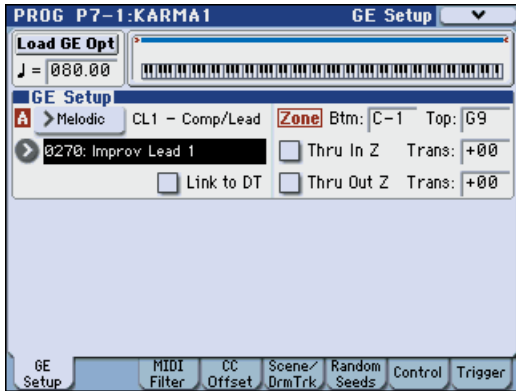 PROG P7-1:KARMA1 GE Setup
Load GE Opt
♩= 080.00
GE Setup
A Melodic CL1 - Comp/Lead Zone Btm: C-1 Top: G9
0270: Improv Lead 1 Thru In Z Trans: +00
Link to DT Thru Out Z Trans: +00
GE Setup MIDI Filter CC Offset Scene/DrmTrk Random Seeds Control Trigger